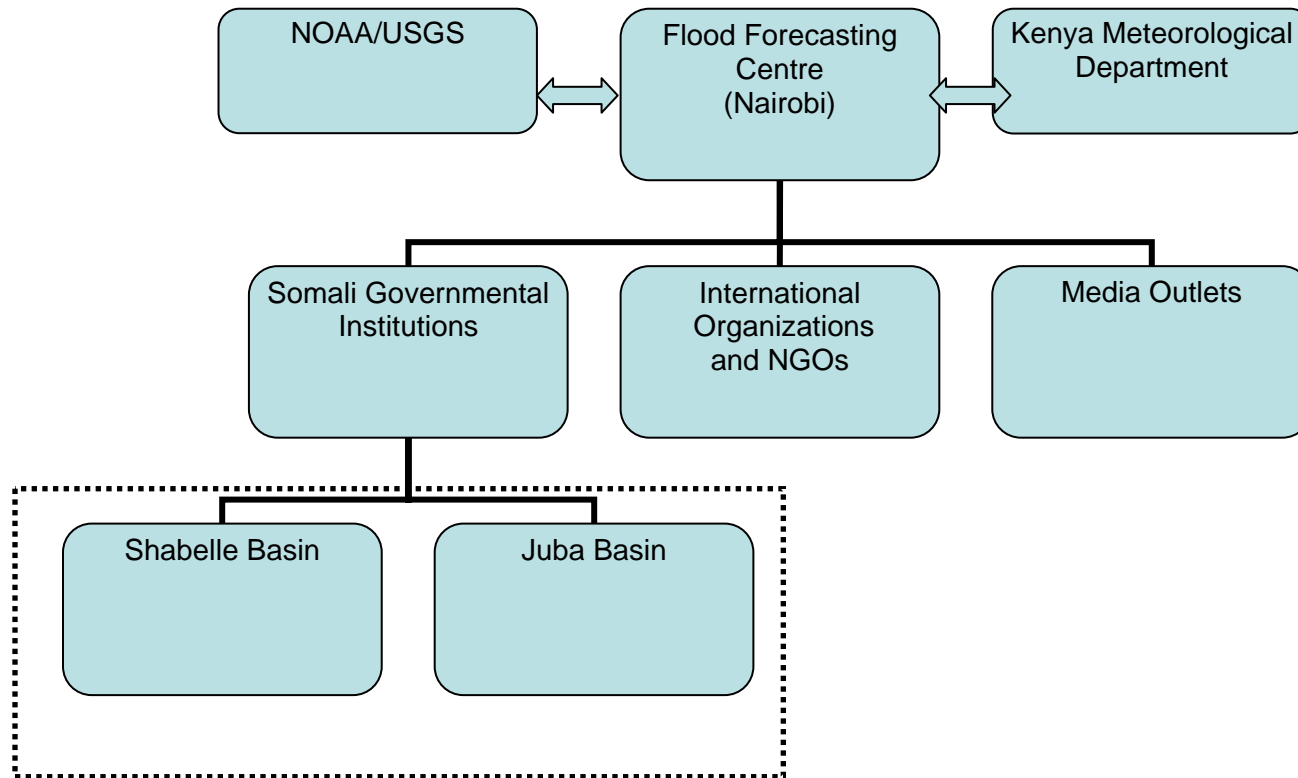 NOAA/USGS
Flood Forecasting
Centre
(Nairobi)
Kenya Meteorological
Department
Somali Governmental
Institutions
International
Organizations
and NGOs
Media Outlets
Shabelle Basin
Juba Basin